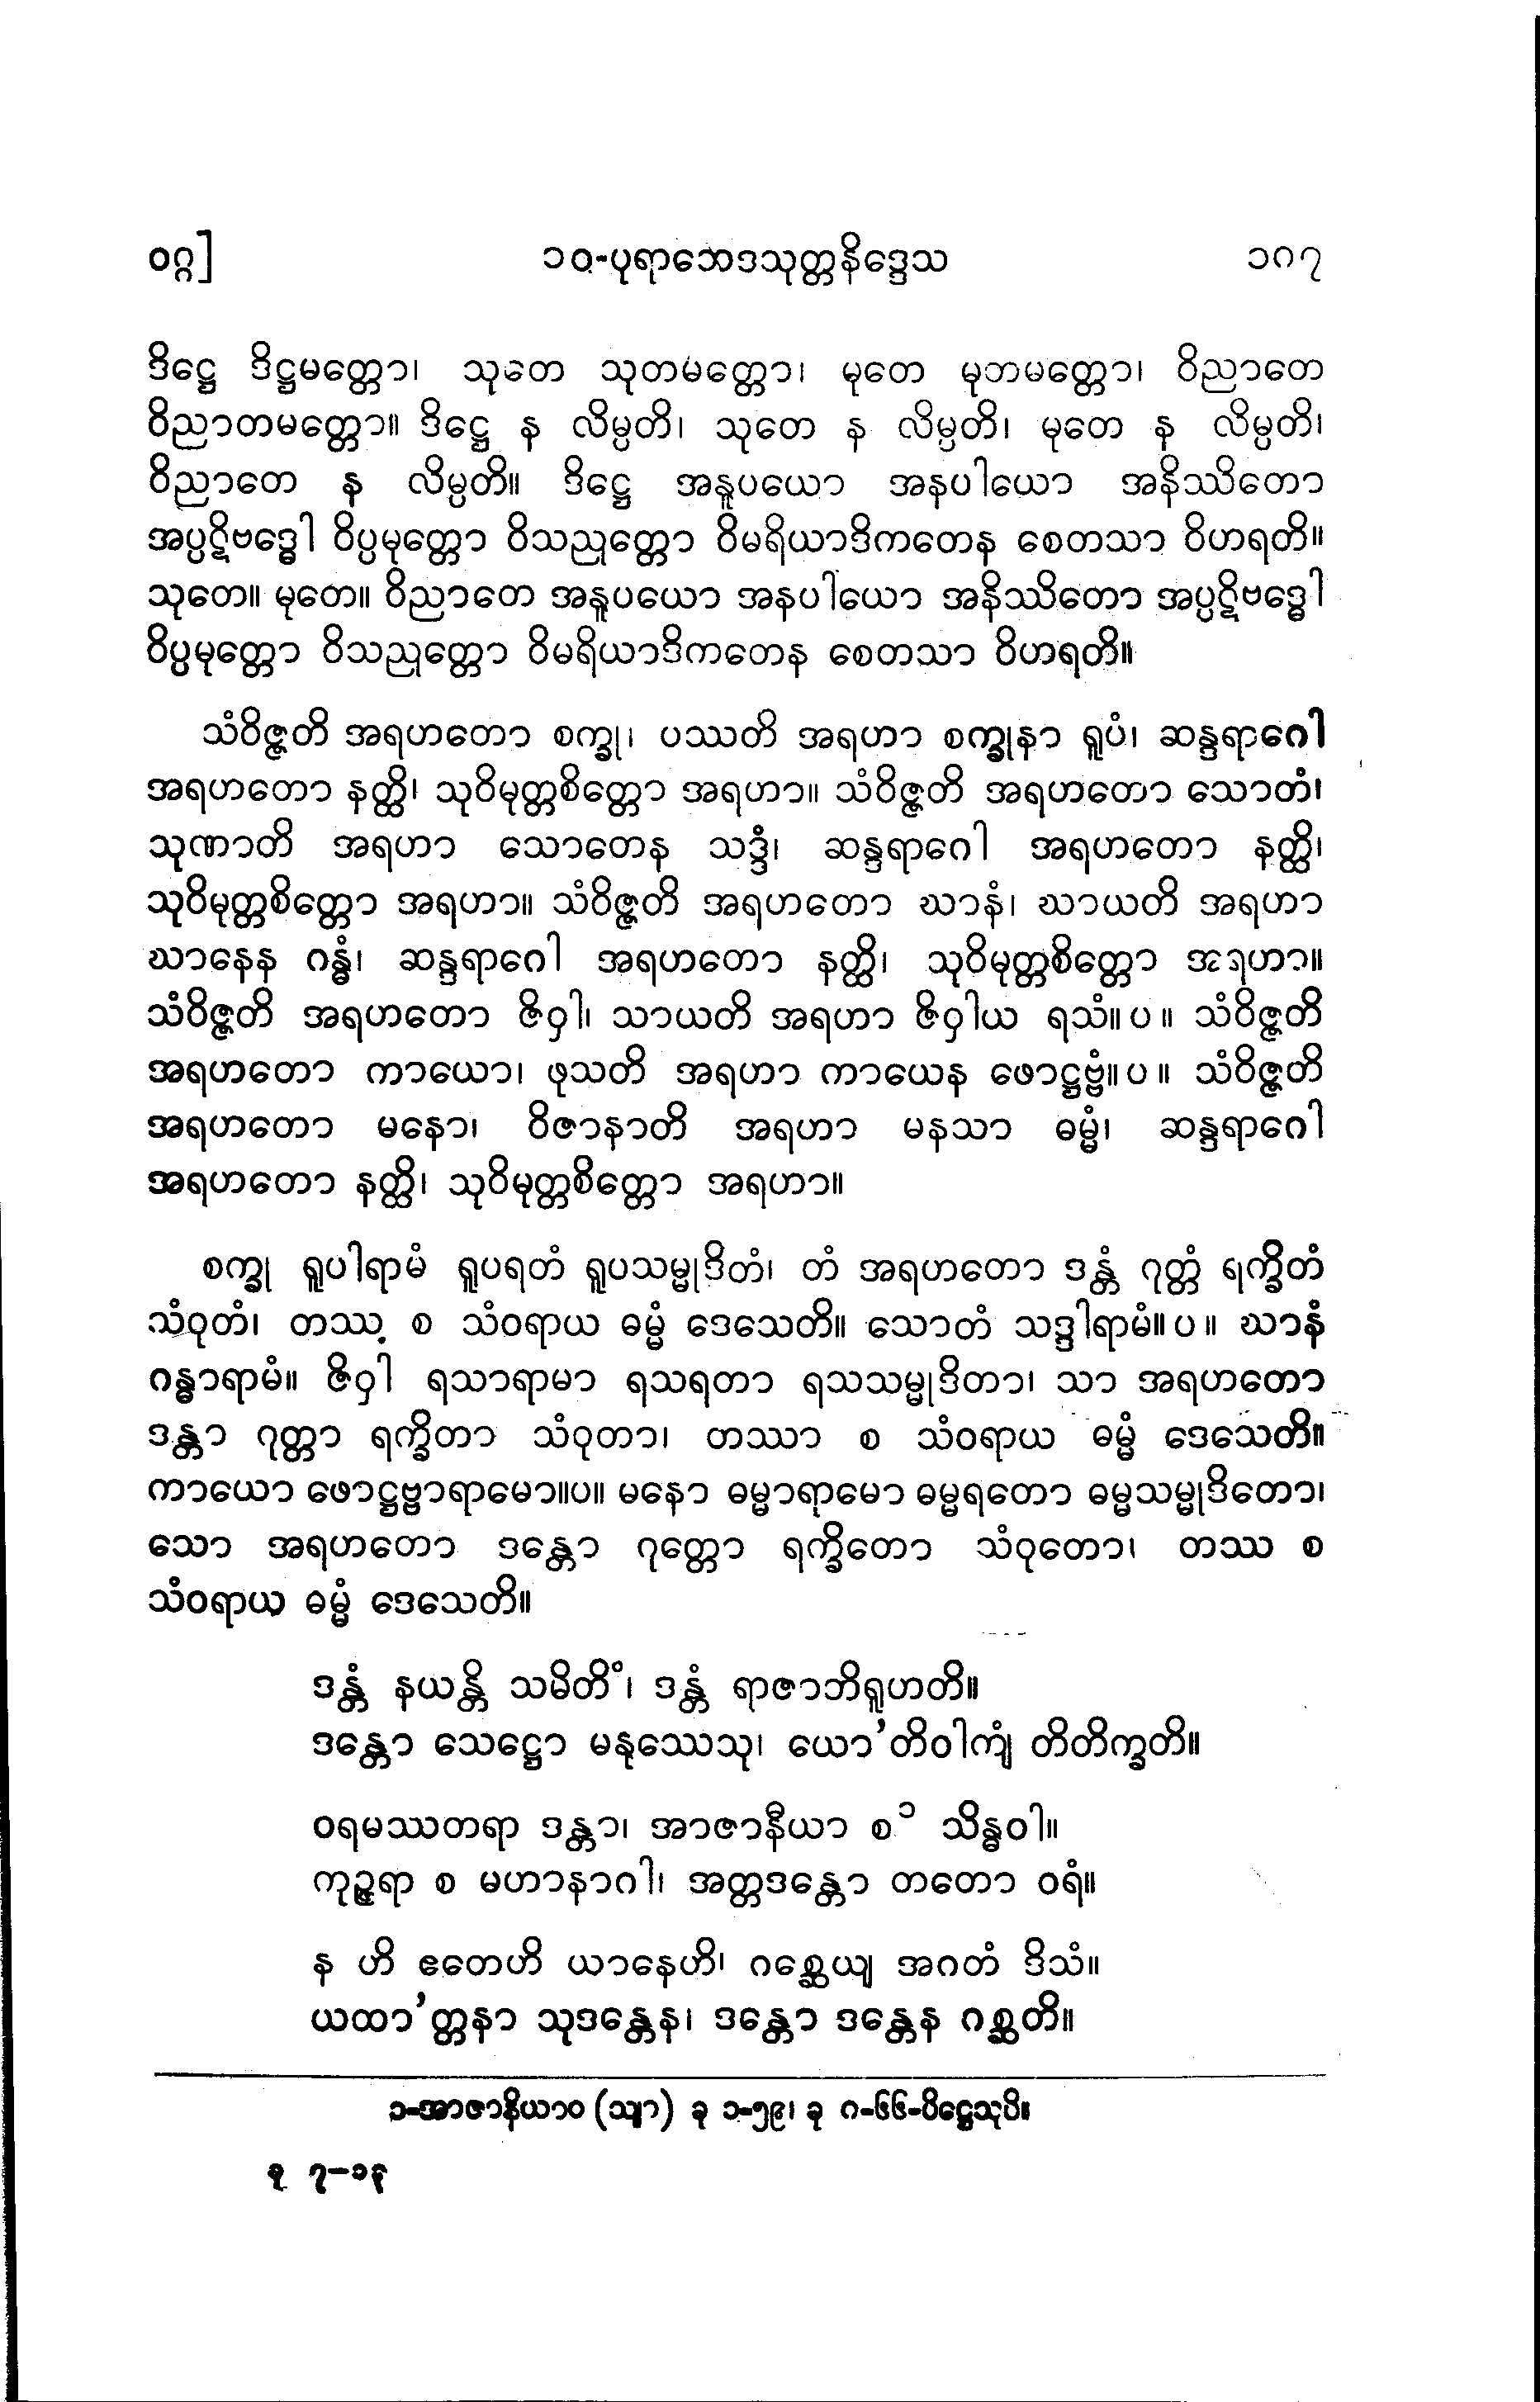 ဝဂ္ဂ] ၁၀-ပုရာဘေဒသုတ္တနိဒ္ဒေသ ၁၈၇
ဒိဋ္ဌေ ဒိဋ္ဌမတ္တော၊ သုတေ သုတမတ္တော၊ မုတေ မုတမတ္တော၊ ဝိညာတေ
ဝိညာတမတ္တော။ ဒိဋ္ဌေ န လိမ္ပတိ၊ သုတေ န လိမ္ပတိ၊ မုတေ န လိမ္ပတိ၊
ဝိညာတေ န လိမ္ပတိ။ ဒိဋ္ဌေ အနူပယော အနပါယော အနိဿိတော
အပ္ပဋိဗဒ္ဓေါ ဝိပ္ပမုတ္တော ဝိသညုတ္တော ဝိမရိယာဒိကတေန စေတသာ ဝိဟရတိ။
သုတေ။ မုတေ။ ဝိညာတေ အနူပယော အနပါယော အနိဿိတော အပ္ပဋိဗဒ္ဓေါ
ဝိပ္ပမုတ္တော ဝိသညုတ္တော ဝိမရိယာဒိကတေန စေတသာ ဝိဟရတိ။
သံဝိဇ္ဇတိ အရဟတော စက္ခု၊ ပဿတိ အရဟာ စက္ခုနာ ရူပံ၊ ဆန္ဒရာဂေါ
အရဟတော နတ္ထိ၊ သုဝိမုတ္တစိတ္တော အရဟာ။ သံဝိဇ္ဇတိ အရဟတော သောတံ၊
သုဏာတိ အရဟာ သောတေန သဒ္ဒံ၊ ဆန္ဒရာဂေါ အရဟတော နတ္ထိ၊
သုဝိမုတ္တစိတ္တော အရဟာ။ သံဝိဇ္ဇတိ အရဟတော ဃာနံ၊ ဃာယတိ အရဟာ
ဃာနေန ဂန္ဓံ၊ ဆန္ဒရာဂေါ အရဟတော နတ္ထိ၊ သုဝိမုတ္တစိတ္တော အရဟာ။
သံဝိဇ္ဇတိ အရဟတော ဇိဝှါ၊ သာယတိ အရဟာ ဇိဝှါယ ရသံ။ ပ ။ သံဝိဇ္ဇတိ
အရဟတော ကာယော၊ ဖုသတိ အရဟာ ကာယေန ဖောဋ္ဌဗ္ဗံ။ ပ ။ သံဝိဇ္ဇတိ
အရဟတော မနော၊ ဝိဇာနာတိ အရဟာ မနသာ ဓမ္မံ၊ ဆန္ဒရာဂေါ
အရဟတော နတ္ထိ၊ သုဝိမုတ္တစိတ္တော အရဟာ။
စက္ခု ရူပါရာမံ ရူပရတံ ရူပသမ္မုဒိတံ၊ တံ အရဟတော ဒန္တံ ဂုတ္တံ ရက္ခိတံ
သံဝုတံ၊ တဿ စ သံဝရာယ ဓမ္မံ ဒေသေတိ။ သောတံ သဒ္ဒါရာမံ။ ပ ။ ဃာနံ
ဂန္ဓာရာမံ။ ဇိဝှါ ရသာရာမာ ရသရတာ ရသသမ္မုဒိတာ၊ သာ အရဟတော
ဒန္တာ ဂုတ္တာ ရက္ခိတာ သံဝုတာ၊ တဿာ စ သံဝရာယ ဓမ္မံ ဒေသေတိ။
ကာယော ဖောဋ္ဌဗ္ဗာရာမော။ပ။ မနော ဓမ္မာရာမော ဓမ္မရတော ဓမ္မသမ္မုဒိတော၊
သော အရဟတော ဒန္တော ဂုတ္တော ရက္ခိတော သံဝုတော၊ တဿ စ
သံဝရာယ ဓမ္မံ ဒေသေတိ။
ဒန္တံ နယန္တိ သမိတိံ၊ ဒန္တံ ရာဇာဘိရူဟတိ။
ဒန္တော သေဋ္ဌော မနုဿေသု၊ ယော’တိဝါကျံ တိတိက္ခတိ။
ဝရမဿတရာ ဒန္တာ၊ အာဇာနီယာ စ ၁ သိန္ဓဝါ။
ကုဉ္ဇရာ စ မဟာနာဂါ၊ အတ္တဒန္တော တတော ဝရံ။
န ဟိ ဧတေဟိ ယာနေဟိ၊ ဂစ္ဆေယျ အဂတံ ဒိသံ။
ယထာ’တ္တနာ သုဒန္တေန၊ ဒန္တော ဒန္တေန ဂစ္ဆတိ။
၁-အာဇာနိယာဝ (သျာ) ခု ၁-၅၉၊ ခု ၈-၆၆-ပိဋ္ဌေသုပိ။